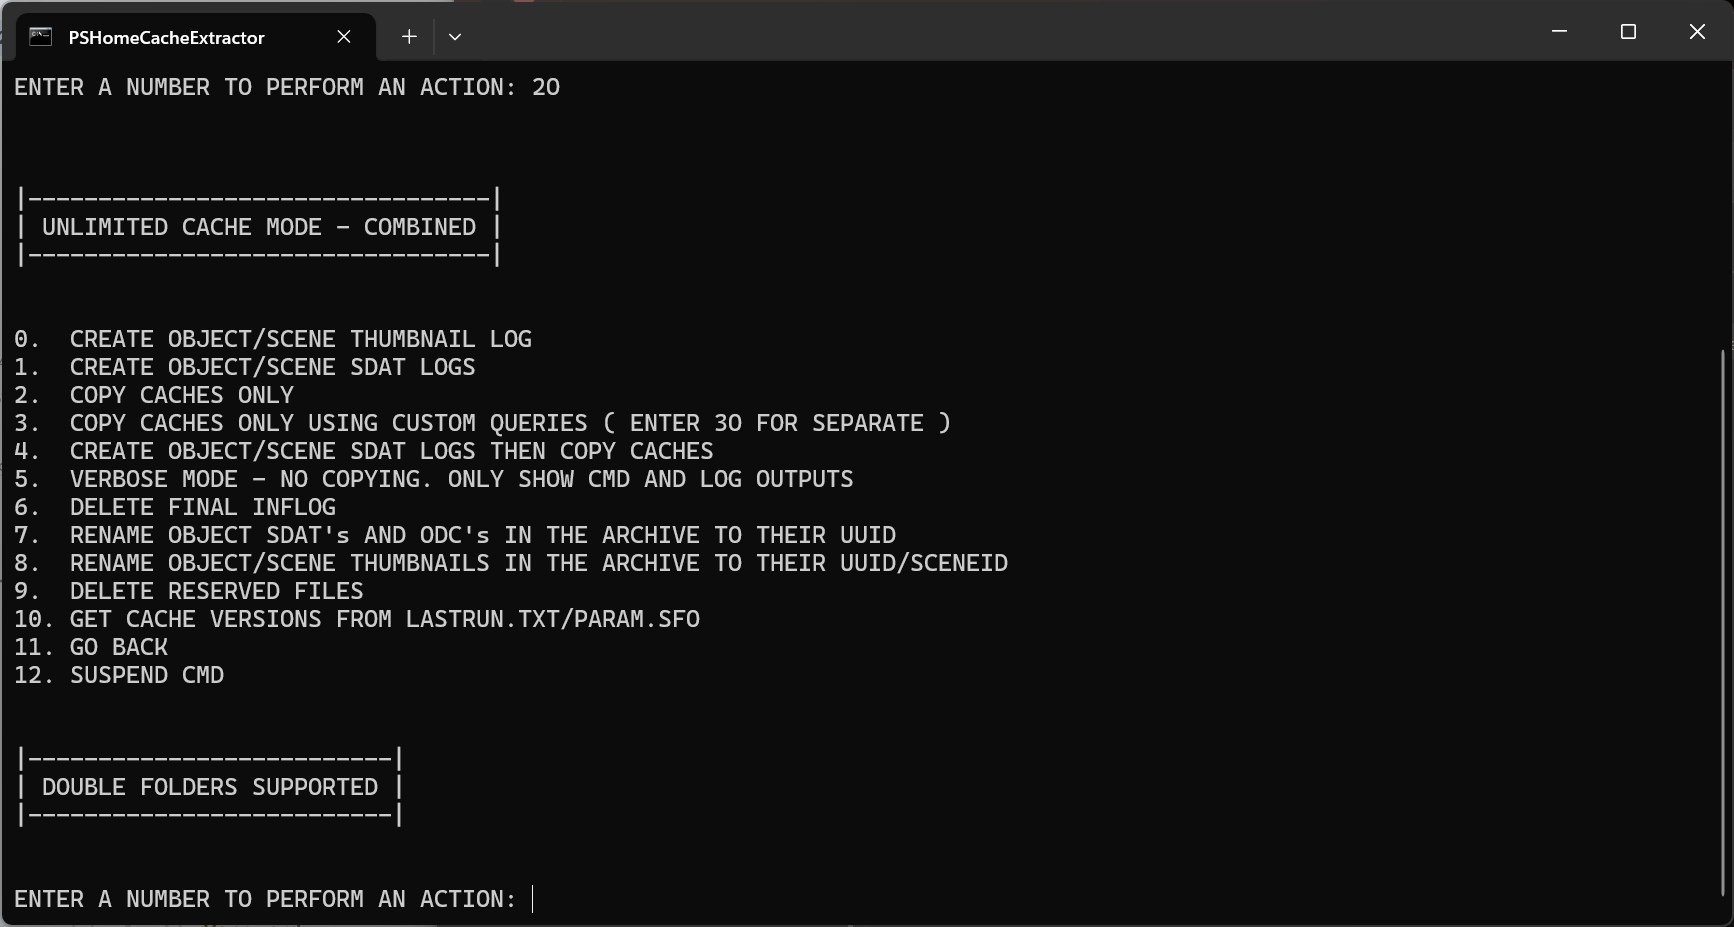 PSHomeCacheExtractor
ENTER A NUMBER TO PERFORM AN ACTION: 2O
|---------------------------------|
| UNLIMITED CACHE MODE - COMBINED |
|---------------------------------|
0. CREATE OBJECT/SCENE THUMBNAIL LOG
1. CREATE OBJECT/SCENE SDAT LOGS
2. COPY CACHES ONLY
3. COPY CACHES ONLY USING CUSTOM QUERIES ( ENTER 3O FOR SEPARATE )
4. CREATE OBJECT/SCENE SDAT LOGS THEN COPY CACHES
5. VERBOSE MODE - NO COPYING. ONLY SHOW CMD AND LOG OUTPUTS
6. DELETE FINAL INFLOG
7. RENAME OBJECT SDAT's AND ODC's IN THE ARCHIVE TO THEIR UUID
8. RENAME OBJECT/SCENE THUMBNAILS IN THE ARCHIVE TO THEIR UUID/SCENEID
9. DELETE RESERVED FILES
10. GET CACHE VERSIONS FROM LASTRUN.TXT/PARAM.SFO
11. GO BACK
12. SUSPEND CMD
|--------------------------|
| DOUBLE FOLDERS SUPPORTED |
|--------------------------|
ENTER A NUMBER TO PERFORM AN ACTION: